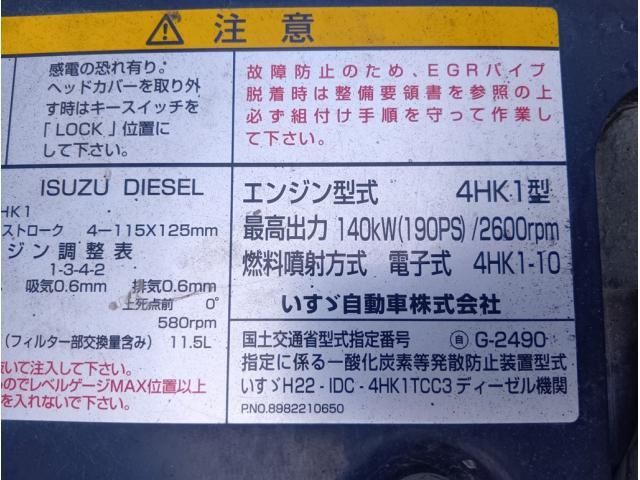 注意
感電の恐れ有り。
ヘッドカバーを取り外
す時はキースイッチを
「LOCK」位置に
して下さい。
故障防止のため、EGRパイプ
脱着時は整備要領書を参照の上
必ず組付け手順を守って作業し
て下さい。
ISUZU DIESEL
HK1
ストローク 4-115X125mm
ジン調整表
1-3-4-2
吸気0.6mm 排気0.6mm
上死点前 0°
580rpm
(フィルター部交換量含み) 11.5L
いて注入して下さい。
るのでレベルゲージMAX位置以上
を入れないで下さい。
エンジン型式 4HK1型
最高出力 140kW(190PS)/2600rpm
燃料噴射方式 電子式 4HK1-10
いすゞ自動車株式会社
国土交通省型式指定番号 自 G-2490
指定に係る一酸化炭素等発散防止装置型式
いすゞH22-IDC-4HK1TCC3ディーゼル機関
P.NO.8982210650